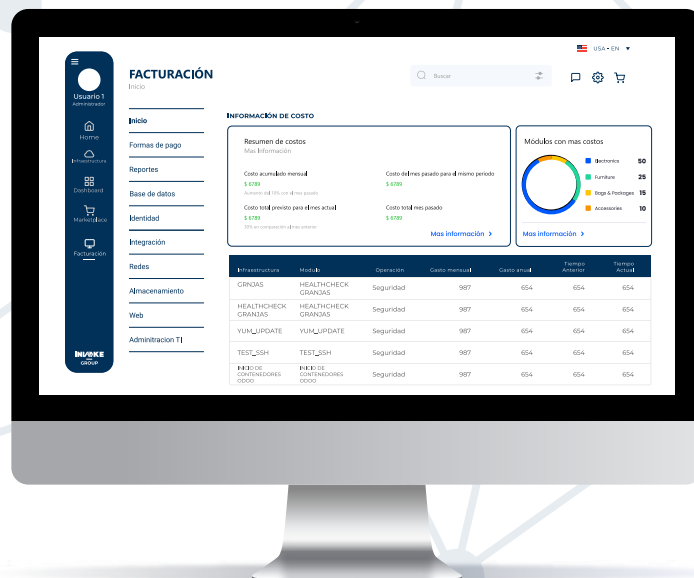 USA - EN
FACTURACIÓN
Inicio
Buscar
Usuario 1
Administrador
Home
Infraestructura
Dashboard
Marketplace
Facturación
INVOKE
GROUP
Inicio
Formas de pago
Reportes
Base de datos
Identidad
Integración
Redes
Almacenamiento
Web
Adminitracion TI
INFORMACIÓN DE COSTO
Resumen de costos
Mas Información
Costo acumulado mensual
$ 6789
Aumento del 10% con el mes pasado
Costo del mes pasado para el mismo periodo
$ 6789
Costo total previsto para el mes actual
$ 6789
Costo total mes pasado
$ 6789
Mas información >
Módulos con mas costos
Electronics 50
Furniture 25
Bags & Packages 15
Accessories 10
Mas información >
Infraestructura Modulo Operación Gasto mensual Gasto anual Tiempo Anterior Tiempo Actual
GRNJAS HEALTHCHECK GRANJAS Seguridad 987 654 654 654
HEALTHCHECK GRANJAS HEALTHCHECK GRANJAS Seguridad 987 654 654 654
YUM_UPDATE YUM_UPDATE Seguridad 987 654 654 654
TEST_SSH TEST_SSH Seguridad 987 654 654 654
INICIO DE CONTENEDORES ODOO INICIO DE CONTENEDORES ODOO Seguridad 987 654 654 654